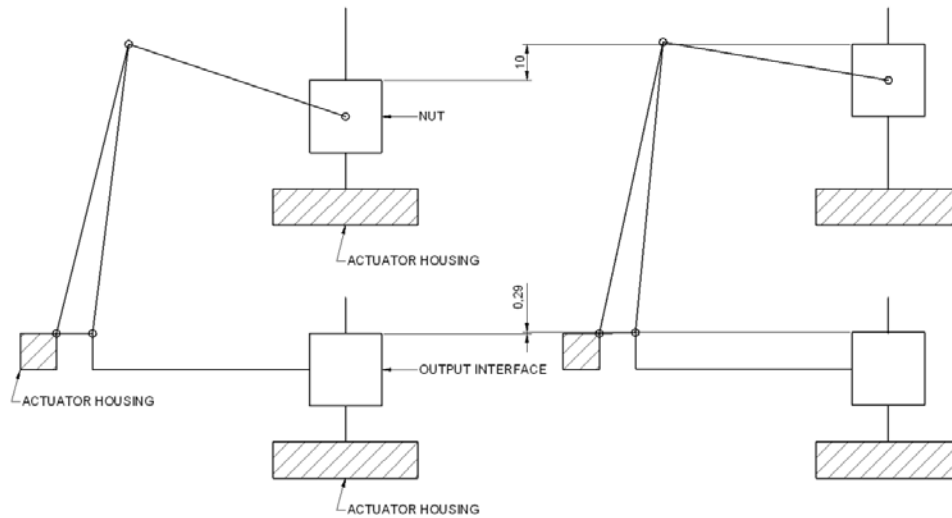 10
NUT
ACTUATOR HOUSING
0,29
OUTPUT INTERFACE
ACTUATOR HOUSING
ACTUATOR HOUSING